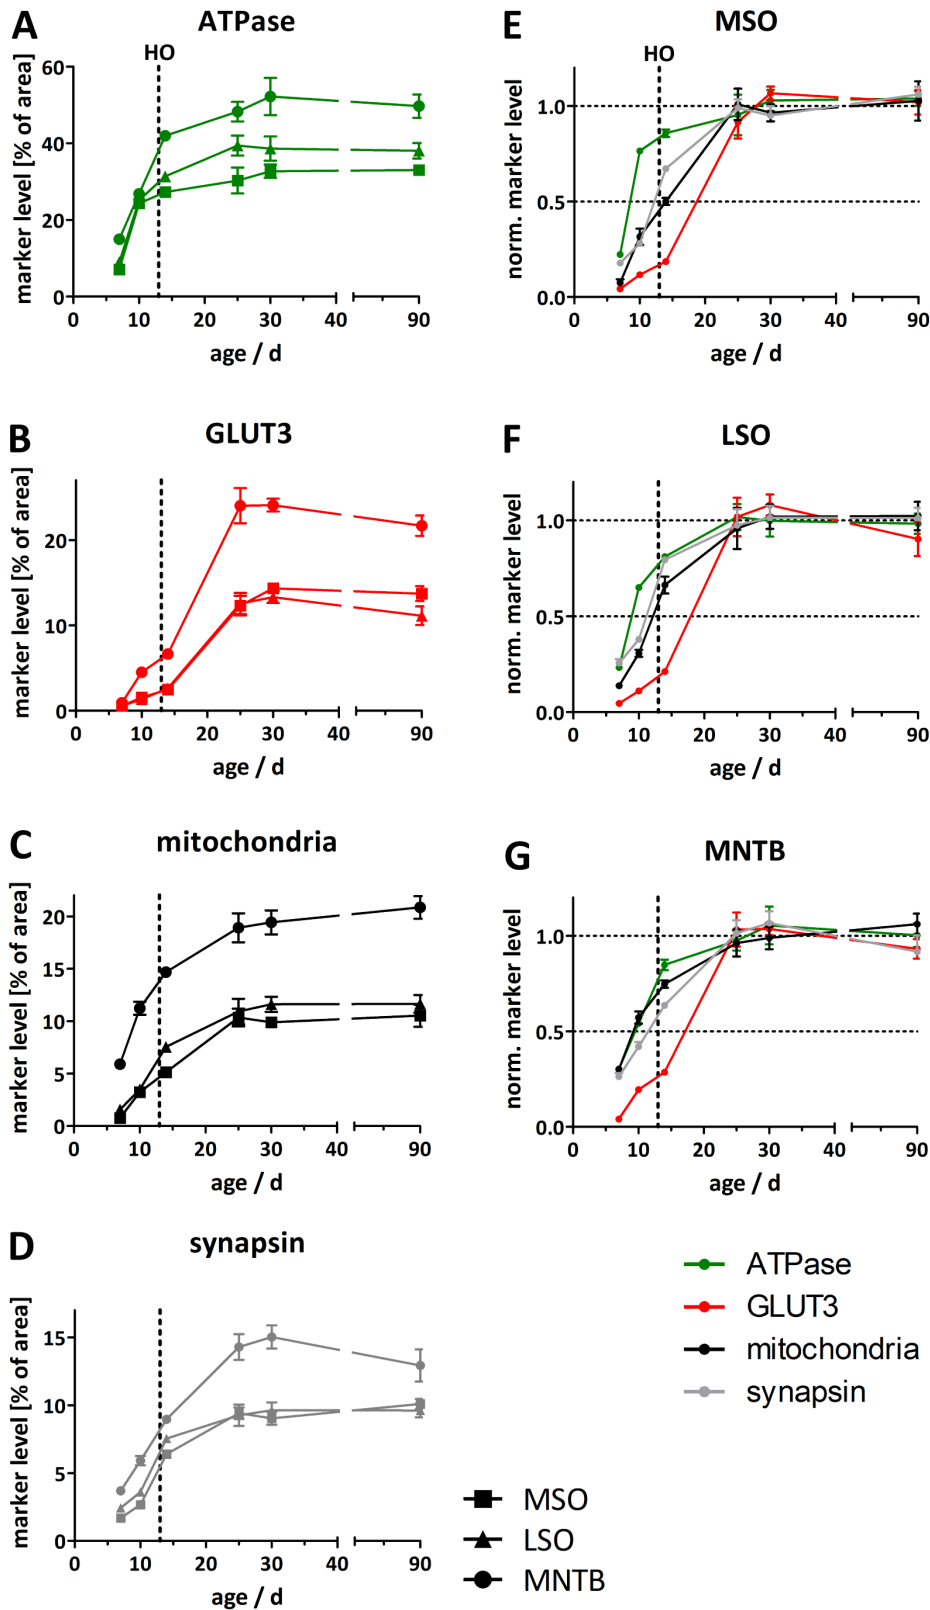 A
ATPase
HO
marker level [% of area]
60
40
20
0
0 10 20 30 40 90
age / d
E
MSO
HO
norm. marker level
1.0
0.5
0.0
0 10 20 30 40 90
age / d
B
GLUT3
marker level [% of area]
20
10
0
0 10 20 30 40 90
age / d
F
LSO
norm. marker level
1.0
0.5
0.0
0 10 20 30 40 90
age / d
C
mitochondria
marker level [% of area]
20
15
10
5
0
0 10 20 30 40 90
age / d
G
MNTB
norm. marker level
1.0
0.5
0.0
0 10 20 30 40 90
age / d
D
synapsin
marker level [% of area]
15
10
5
0
0 10 20 30 40 90
age / d
ATPase
GLUT3
mitochondria
synapsin
MSO
LSO
MNTB